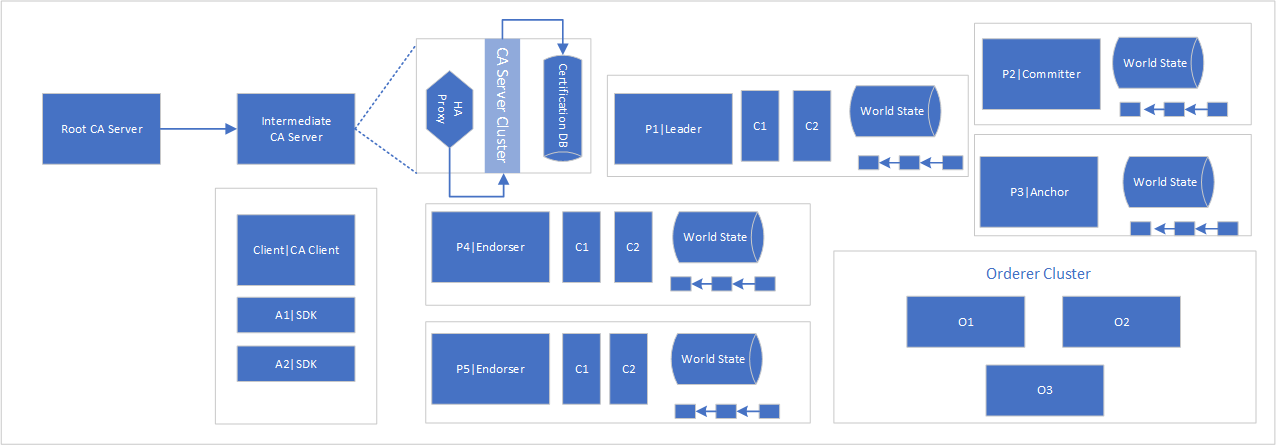 Root CA Server
Intermediate
CA Server
HA
Proxy
CA Server Cluster
Certification DB
P1|Leader
C1
C2
World State
P2|Committer
World State
P3|Anchor
World State
Client|CA Client
A1|SDK
A2|SDK
P4|Endorser
C1
C2
World State
P5|Endorser
C1
C2
World State
Orderer Cluster
O1
O2
O3